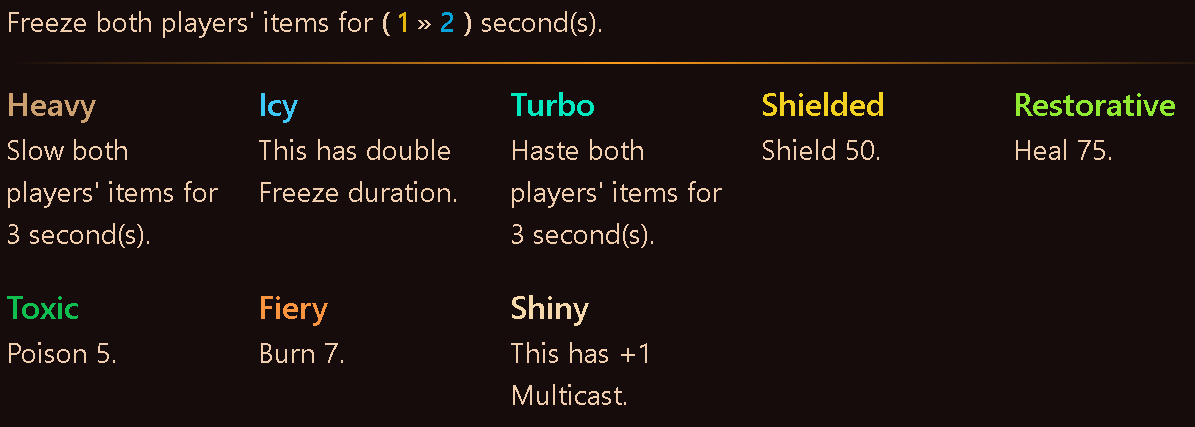 Freeze both players' items for ( 1 » 2 ) second(s).
Heavy
Slow both
players' items for
3 second(s).
Icy
This has double
Freeze duration.
Turbo
Haste both
players' items for
3 second(s).
Shielded
Shield 50.
Restorative
Heal 75.
Toxic
Poison 5.
Fiery
Burn 7.
Shiny
This has +1
Multicast.